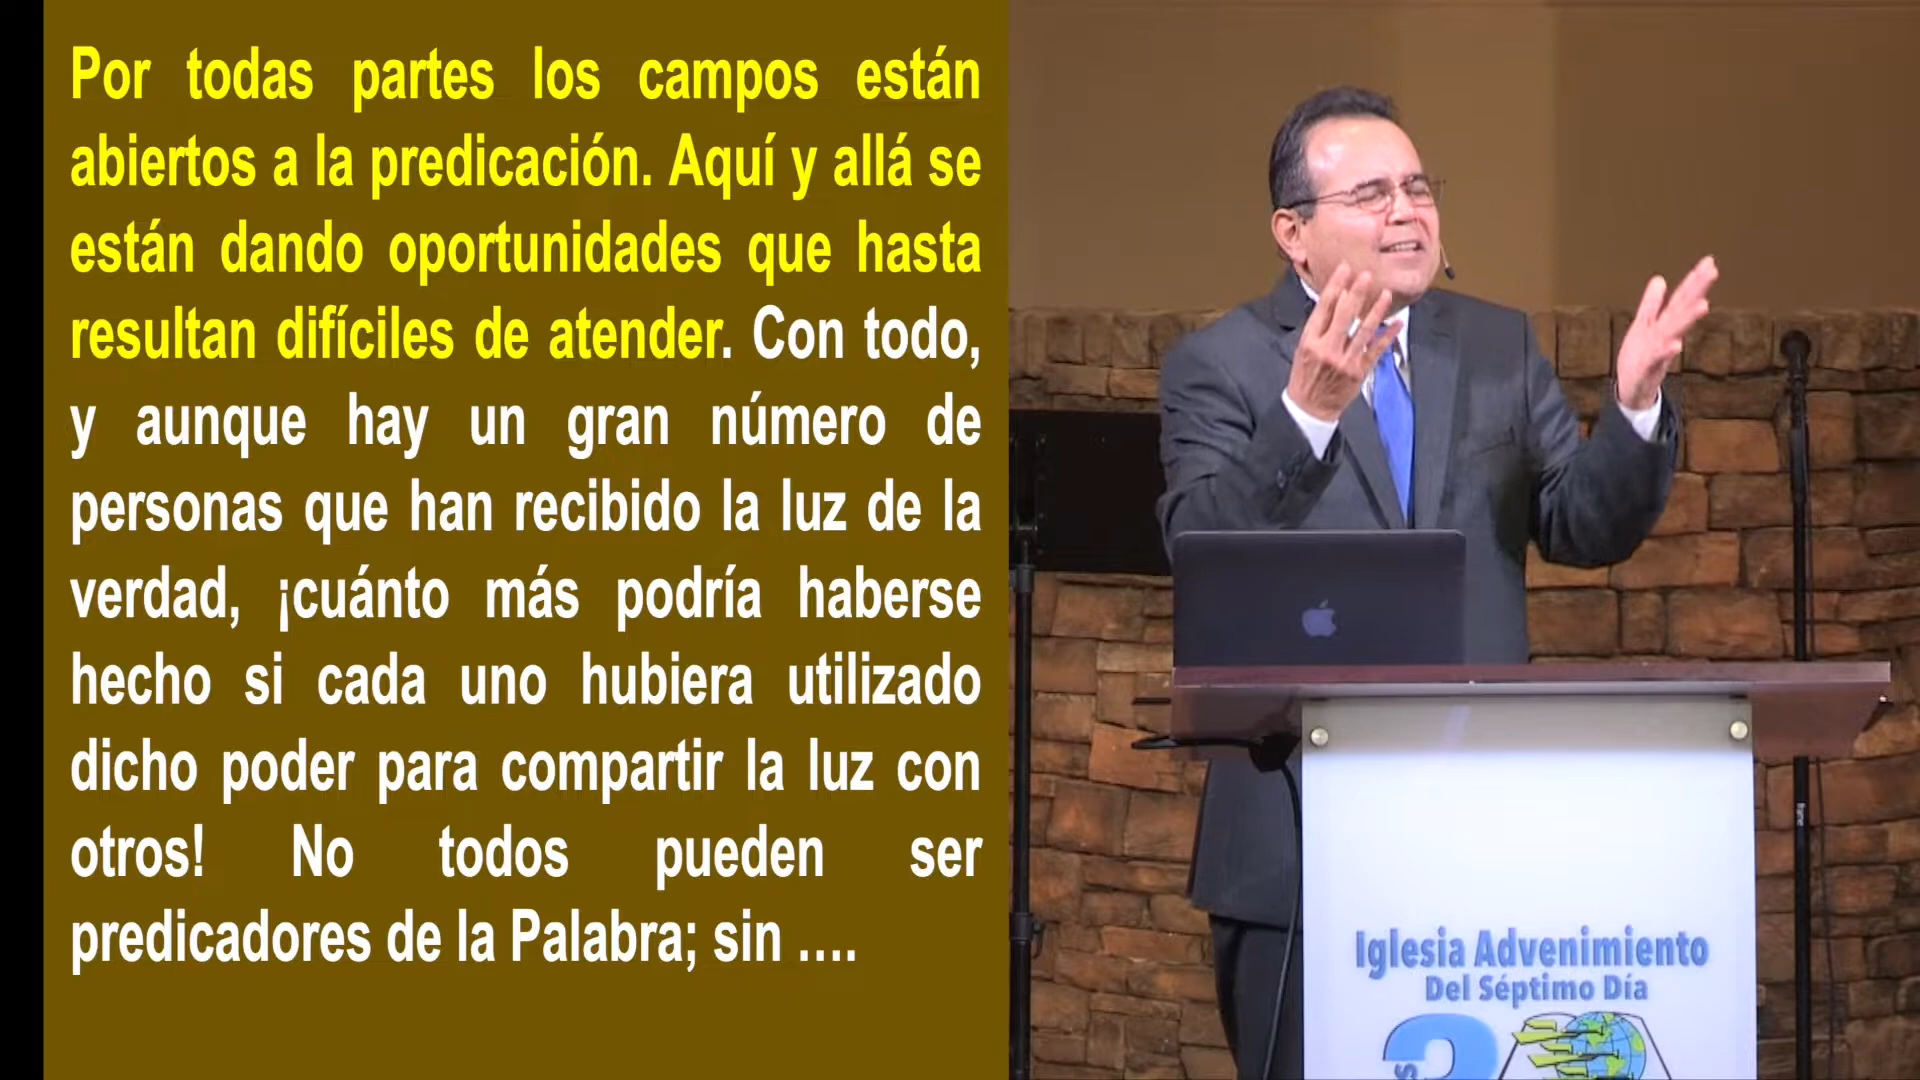 Por todas partes los campos están
abiertos a la predicación. Aquí y allá se
están dando oportunidades que hasta
resultan difíciles de atender. Con todo,
y aunque hay un gran número de
personas que han recibido la luz de la
verdad, ¡cuánto más podría haberse
hecho si cada uno hubiera utilizado
dicho poder para compartir la luz con
otros! No todos pueden ser
predicadores de la Palabra; sin ….
Iglesia Advenimiento
Del Séptimo Día
3